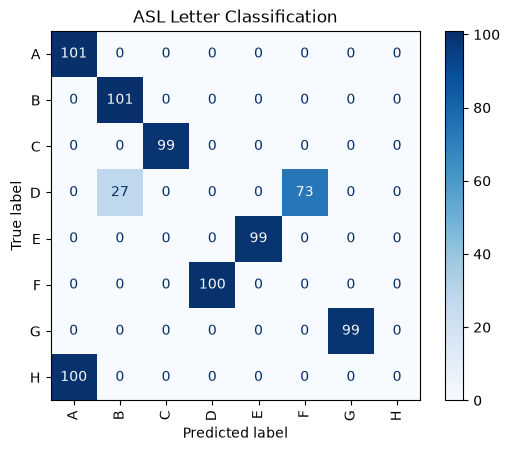 ASL Letter Classification
A 101 0 0 0 0 0 0 0
B 0 101 0 0 0 0 0 0
C 0 0 99 0 0 0 0 0
D 0 27 0 0 0 73 0 0
E 0 0 0 0 99 0 0 0
F 0 0 0 100 0 0 0 0
G 0 0 0 0 0 0 99 0
H 100 0 0 0 0 0 0 0
A B C D E F G H
Predicted label
True label
100
80
60
40
20
0